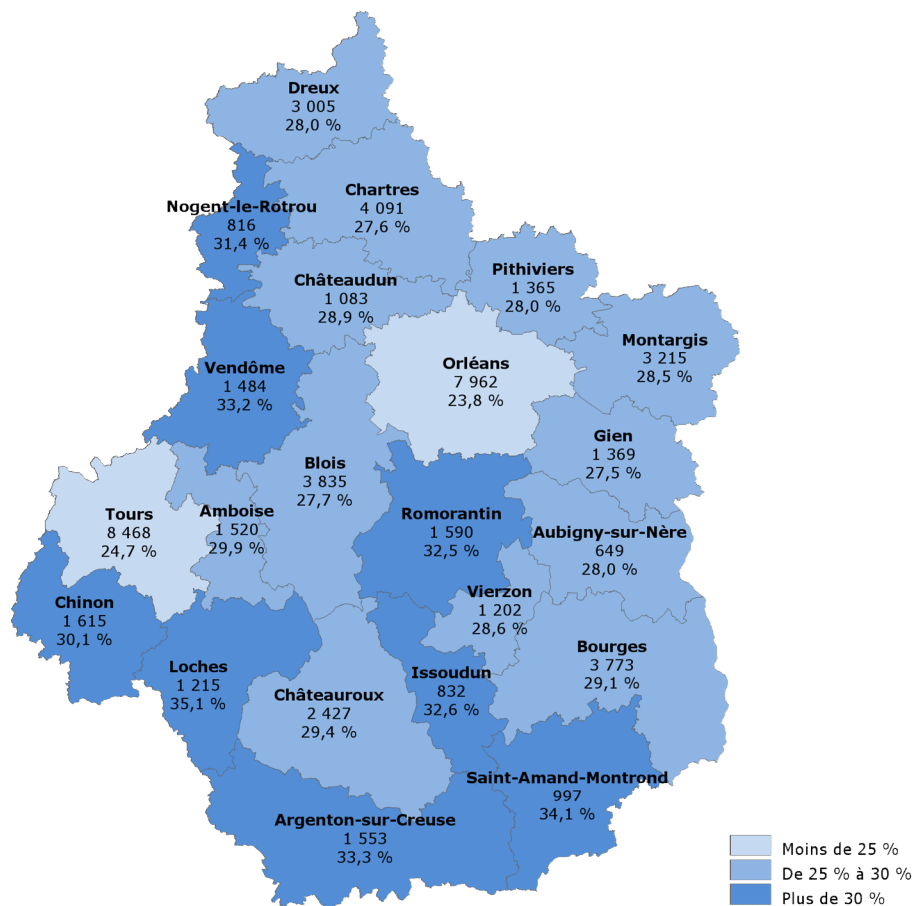 Dreux
3 005
28,0 %
Chartres
4 091
27,6 %
Nogent-le-Rotrou
816
31,4 %
Pithiviers
1 365
28,0 %
Châteaudun
1 083
28,9 %
Montargis
3 215
28,5 %
Orléans
7 962
23,8 %
Vendôme
1 484
33,2 %
Gien
1 369
27,5 %
Blois
3 835
27,7 %
Tours
8 468
24,7 %
Amboise
1 520
29,9 %
Romorantin
1 590
32,5 %
Aubigny-sur-Nère
649
28,0 %
Vierzon
1 202
28,6 %
Chinon
1 615
30,1 %
Bourges
3 773
29,1 %
Loches
1 215
35,1 %
Issoudun
832
32,6 %
Châteauroux
2 427
29,4 %
Saint-Amand-Montrond
997
34,1 %
Argenton-sur-Creuse
1 553
33,3 %
Moins de 25 %
De 25 % à 30 %
Plus de 30 %